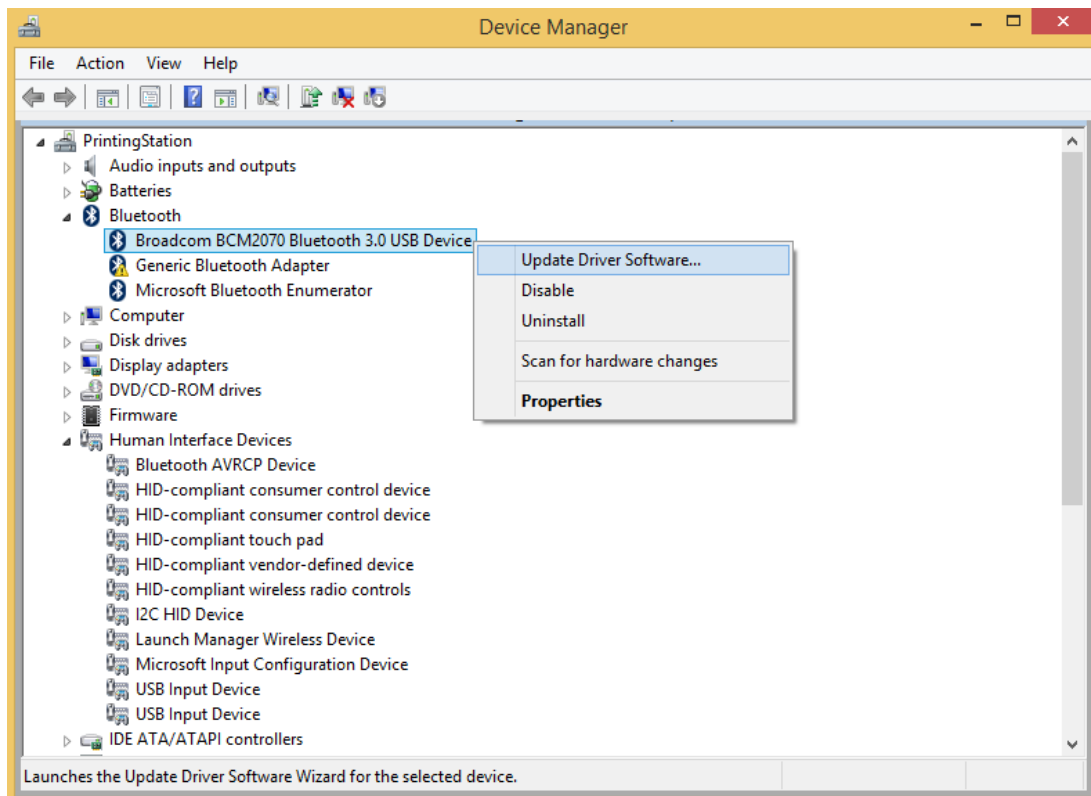 Device Manager
File Action View Help
PrintingStation
Audio inputs and outputs
Batteries
Bluetooth
Broadcom BCM2070 Bluetooth 3.0 USB Device
Generic Bluetooth Adapter
Microsoft Bluetooth Enumerator
Computer
Disk drives
Display adapters
DVD/CD-ROM drives
Firmware
Human Interface Devices
Bluetooth AVRCP Device
HID-compliant consumer control device
HID-compliant consumer control device
HID-compliant touch pad
HID-compliant vendor-defined device
HID-compliant wireless radio controls
I2C HID Device
Launch Manager Wireless Device
Microsoft Input Configuration Device
USB Input Device
USB Input Device
IDE ATA/ATAPI controllers
Update Driver Software...
Disable
Uninstall
Scan for hardware changes
Properties
Launches the Update Driver Software Wizard for the selected device.